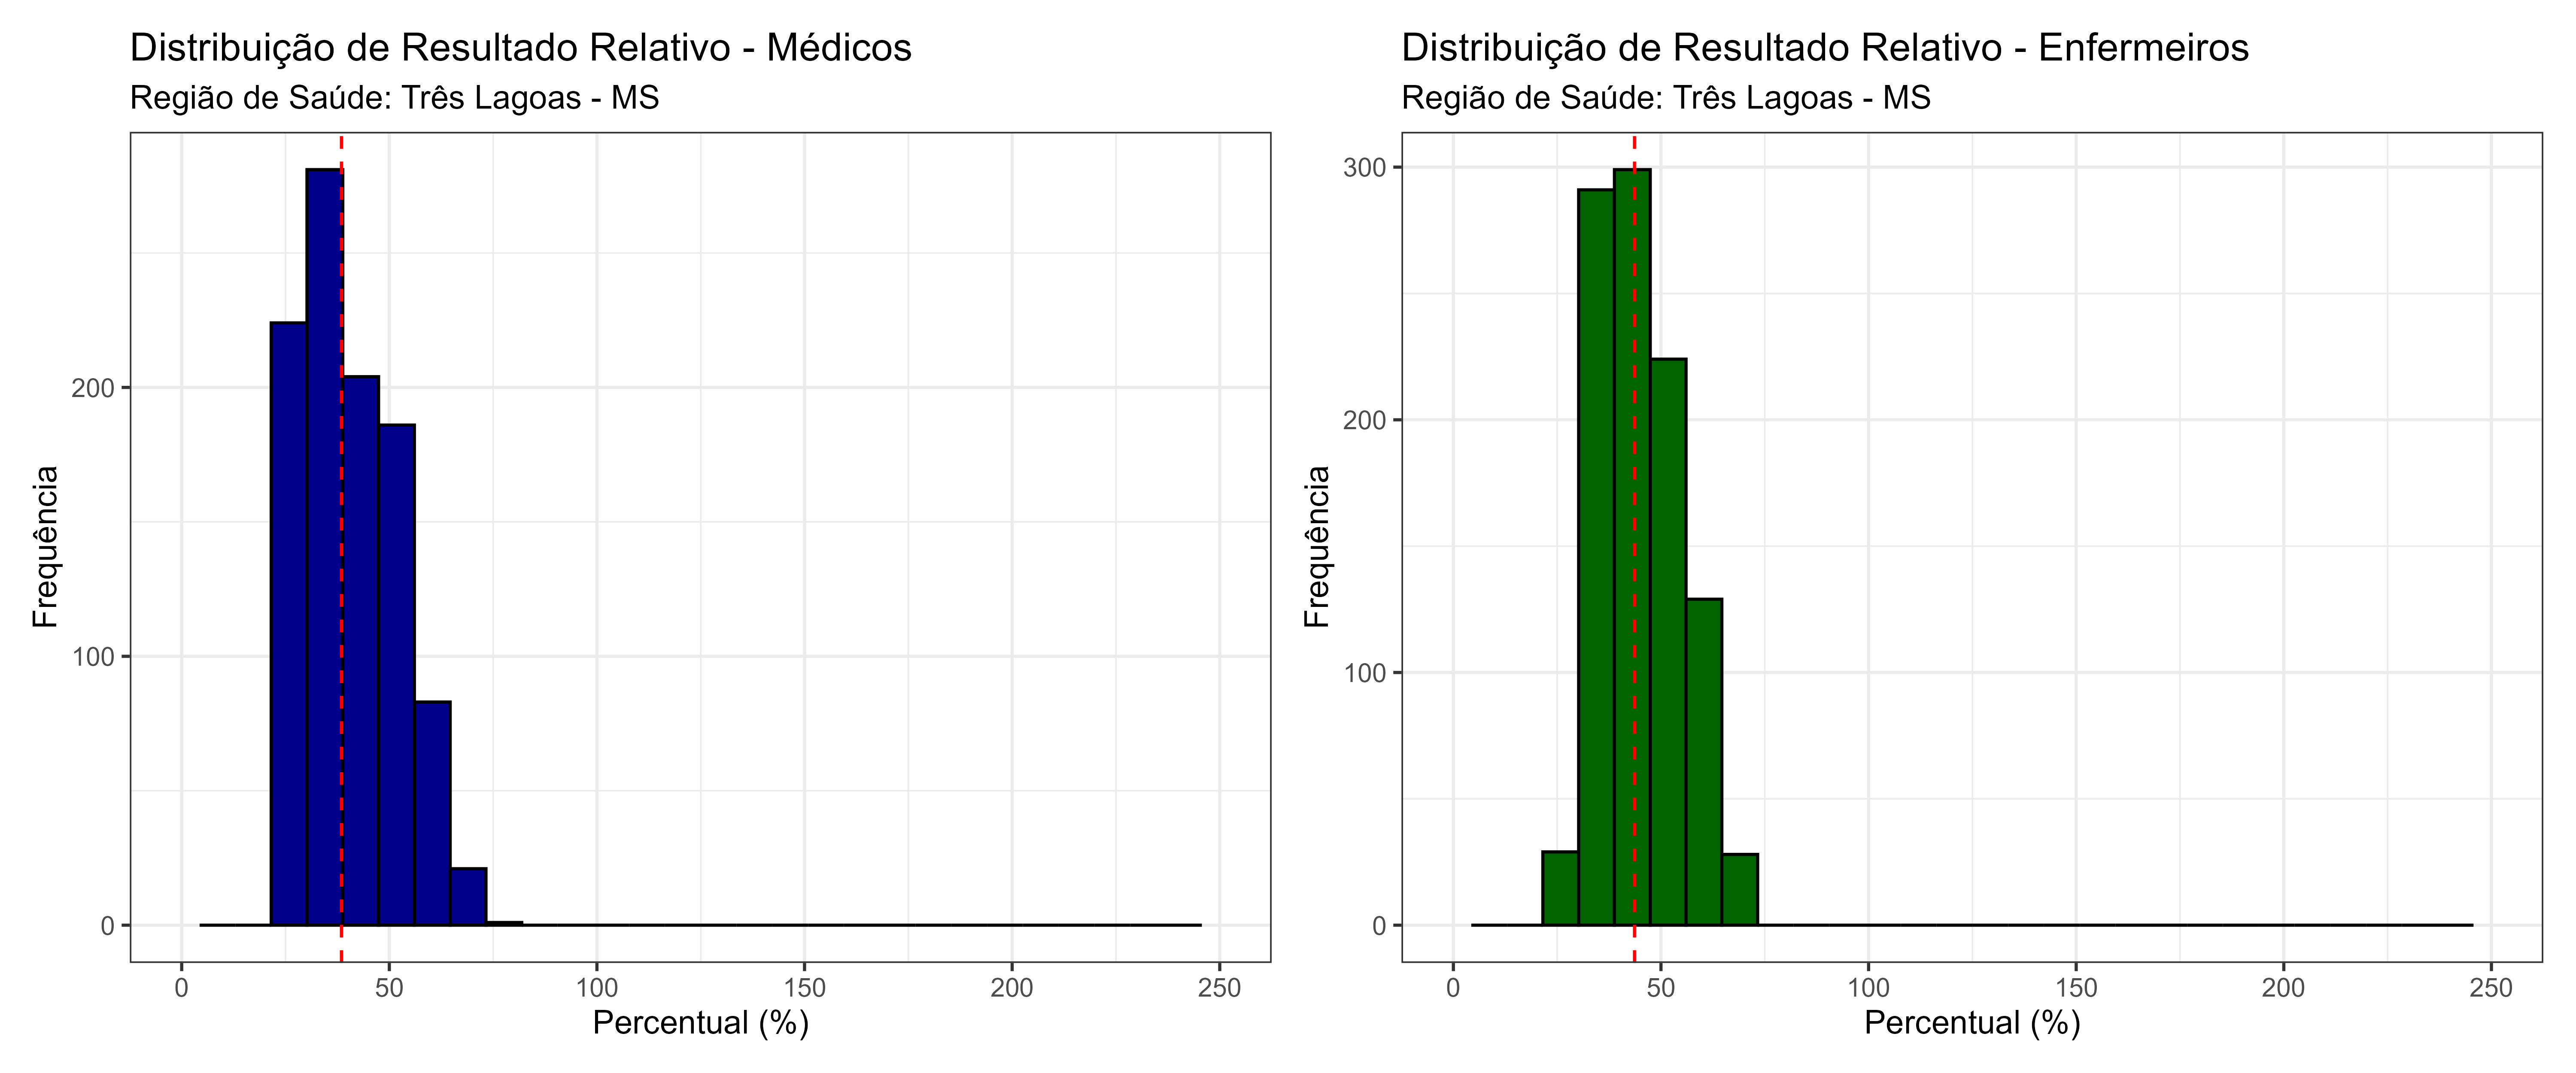 Distribuição de Resultado Relativo - Médicos
Região de Saúde: Três Lagoas - MS
Frequência
200
100
0
0 50 100 150 200 250
Percentual (%)
Distribuição de Resultado Relativo - Enfermeiros
Região de Saúde: Três Lagoas - MS
Frequência
300
200
100
0
0 50 100 150 200 250
Percentual (%)